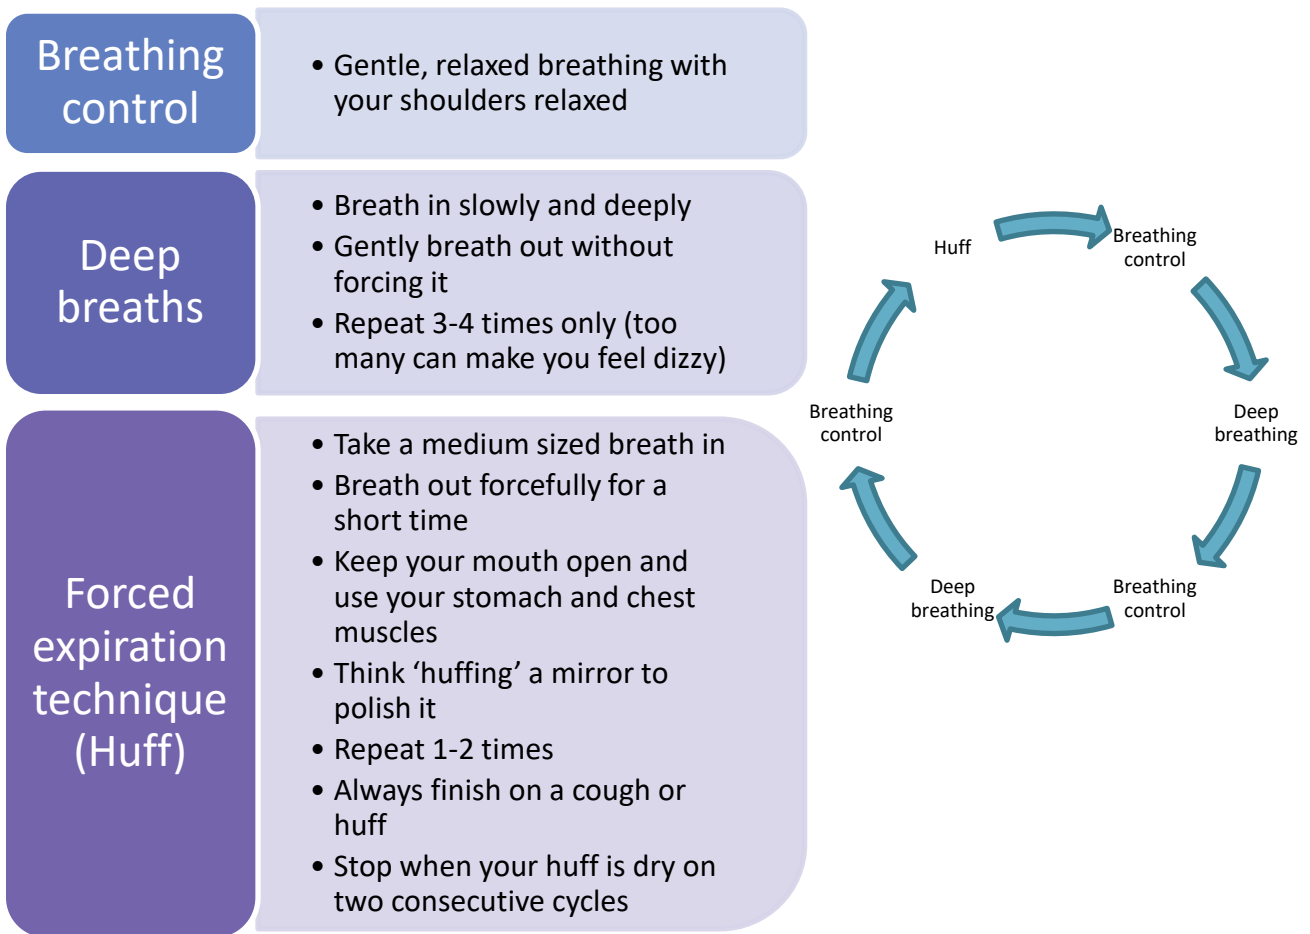 Breathing
control
• Gentle, relaxed breathing with
your shoulders relaxed
Deep
breaths
• Breath in slowly and deeply
• Gently breath out without
forcing it
• Repeat 3-4 times only (too
many can make you feel dizzy)
Forced
expiration
technique
(Huff)
• Take a medium sized breath in
• Breath out forcefully for a
short time
• Keep your mouth open and
use your stomach and chest
muscles
• Think ‘huffing’ a mirror to
polish it
• Repeat 1-2 times
• Always finish on a cough or
huff
• Stop when your huff is dry on
two consecutive cycles
Huff
Breathing
control
Deep
breathing
Breathing
control
Deep
breathing
Breathing
control